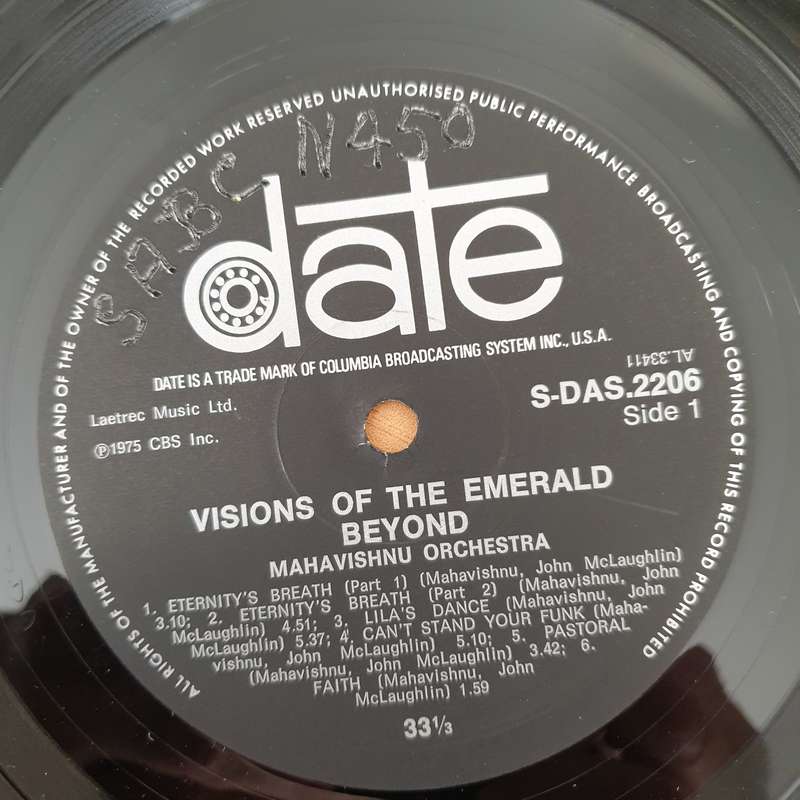 ALL RIGHTS OF THE MANUFACTURER AND OF THE OWNER OF THE RECORDED WORK RESERVED UNAUTHORISED PUBLIC PERFORMANCE BROADCASTING AND COPYING OF THIS RECORD PROHIBITED
SABC N450
date
DATE IS A TRADE MARK OF COLUMBIA BROADCASTING SYSTEM INC., U.S.A.
AL.33411
Laetrec Music Ltd.
℗1975 CBS Inc.
S-DAS.2206
Side 1
VISIONS OF THE EMERALD
BEYOND
MAHAVISHNU ORCHESTRA
1. ETERNITY'S BREATH (Part 1) (Mahavishnu, John McLaughlin)
3.10; 2. ETERNITY'S BREATH (Part 2) (Mahavishnu, John
McLaughlin) 4.51; 3. LILA'S DANCE (Mahavishnu, John
McLaughlin) 5.37; 4. CAN'T STAND YOUR FUNK (Maha-
vishnu, John McLaughlin) 5.10; 5. PASTORAL
(Mahavishnu, John McLaughlin) 3.42; 6.
FAITH (Mahavishnu, John
McLaughlin) 1.59
33⅓